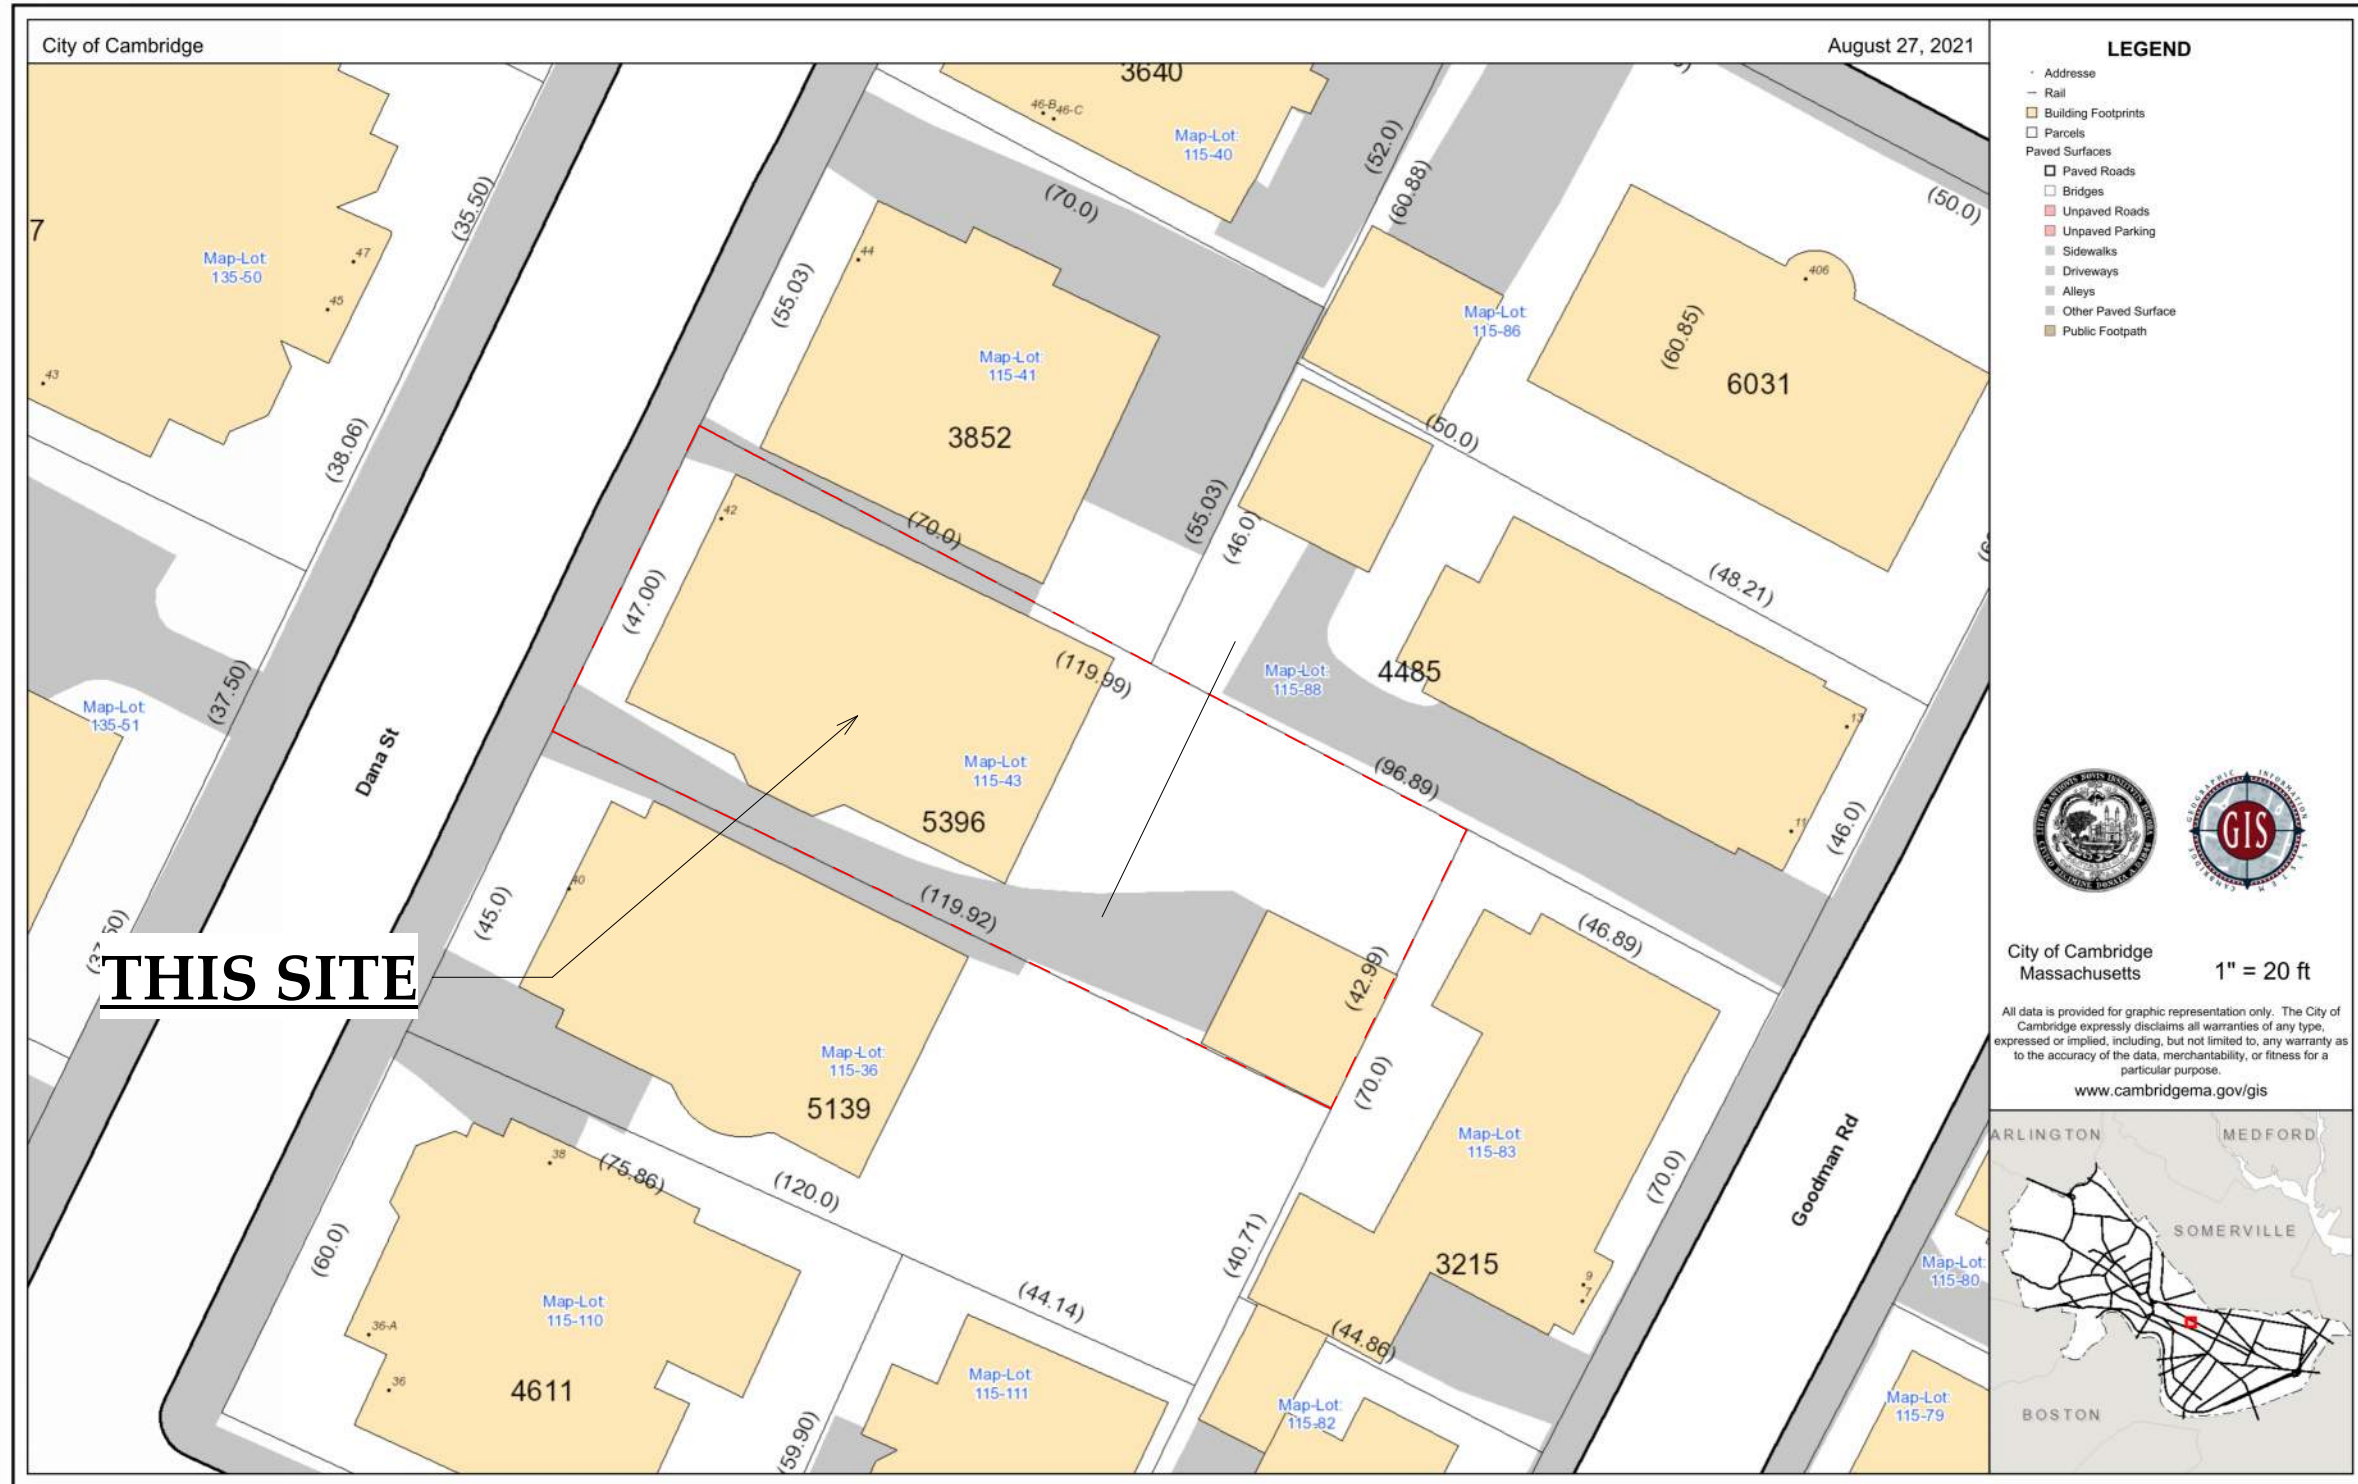 City of Cambridge
August 27, 2021
3640
46-B
46-C
Map-Lot:
115-40
(52.0)
(60.88)
(50.0)
(35.50)
7
47
Map-Lot:
135-50
45
43
(70.0)
44
(55.03)
Map-Lot:
115-41
3852
Map-Lot:
115-86
406
(60.85)
6031
(50.0)
(38.06)
(55.03)
(46.0)
(48.21)
42
(70.0)
(47.00)
(119.99)
Map-Lot:
115-88
4485
13
11
(46.0)
(37.50)
Map-Lot:
135-51
Dana St
Map-Lot:
115-43
5396
(96.89)
(119.92)
40
(45.0)
(37.50)
THIS SITE
(46.89)
(42.99)
(70.0)
Map-Lot:
115-36
5139
Map-Lot:
115-83
(70.0)
Goodman Rd
38
(75.86)
(120.0)
(60.0)
(40.71)
3215
9
7
(44.14)
(44.86)
Map-Lot:
115-110
36-A
36
4611
Map-Lot:
115-111
(59.90)
Map-Lot:
115-82
Map-Lot:
115-80
Map-Lot:
115-79
LEGEND
Addresse
Rail
Building Footprints
Parcels
Paved Surfaces
Paved Roads
Bridges
Unpaved Roads
Unpaved Parking
Sidewalks
Driveways
Alleys
Other Paved Surface
Public Footpath
GIS
CAMBRIDGE GEOGRAPHIC INFORMATION SYSTEM
City of Cambridge
Massachusetts
1" = 20 ft
All data is provided for graphic representation only. The City of
Cambridge expressly disclaims all warranties of any type,
expressed or implied, including, but not limited to, any warranty as
to the accuracy of the data, merchantability, or fitness for a
particular purpose.
www.cambridgema.gov/gis
ARLINGTON
MEDFORD
SOMERVILLE
BOSTON